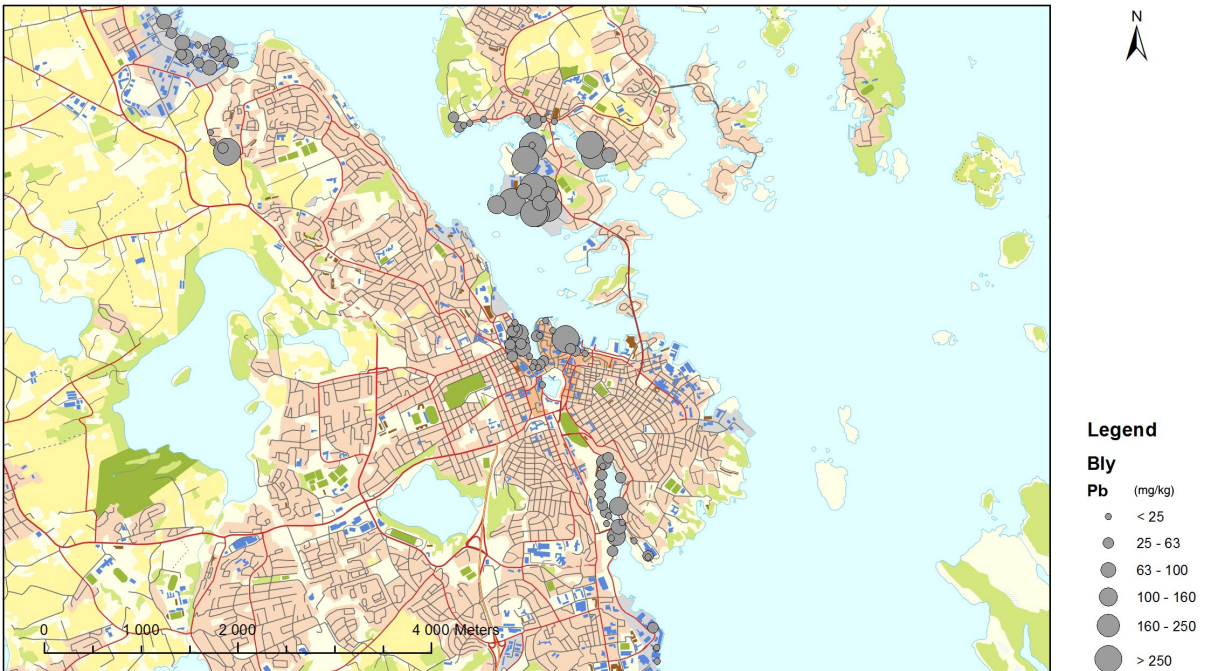 N
Legend
Bly
Pb (mg/kg)
< 25
25 - 63
63 - 100
100 - 160
160 - 250
> 250
0 1 000 2 000 4 000 Meters